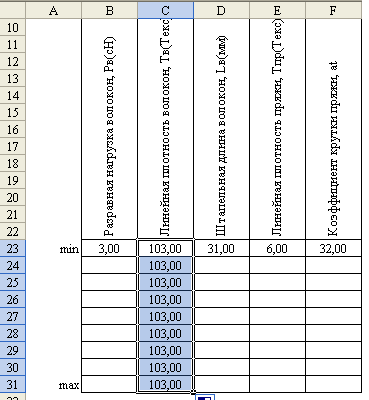 A B C D E F
10
11
12
13
14
15
16
17
18
19
20
21
22
Разравная нагрузка волокон, Рв(сН)
Линейная плотность волокон, Тв(Текс
Штапельная длина волокон, Lв(мм)
Линейная плотность пряжи, Тпр(Текс)
Коэффициент крутки пряжи, at
23 min 3,00 103,00 31,00 6,00 32,00
24 103,00
25 103,00
26 103,00
27 103,00
28 103,00
29 103,00
30 103,00
31 max 103,00